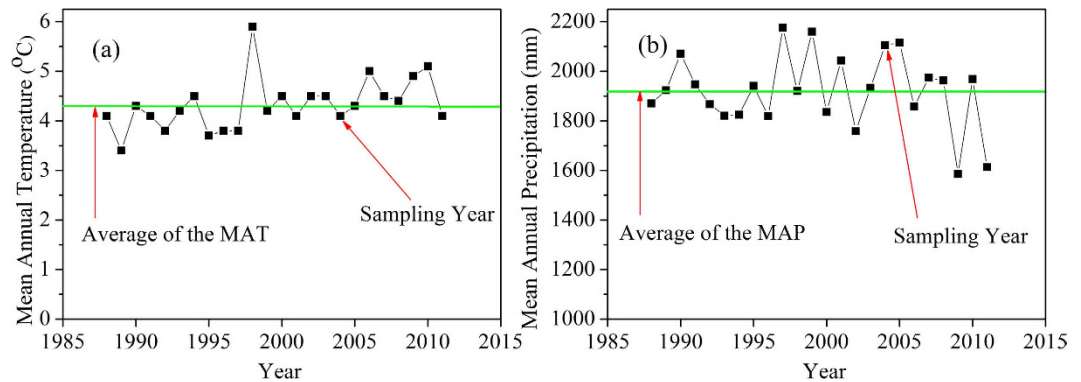 (a)
Mean Annual Temperature (°C)
6
5
4
3
2
1
0
Average of the MAT
Sampling Year
1985 1990 1995 2000 2005 2010 2015
Year
(b)
Mean Annual Precipitation (mm)
2200
2000
1800
1600
1400
1200
1000
Average of the MAP
Sampling Year
1985 1990 1995 2000 2005 2010 2015
Year